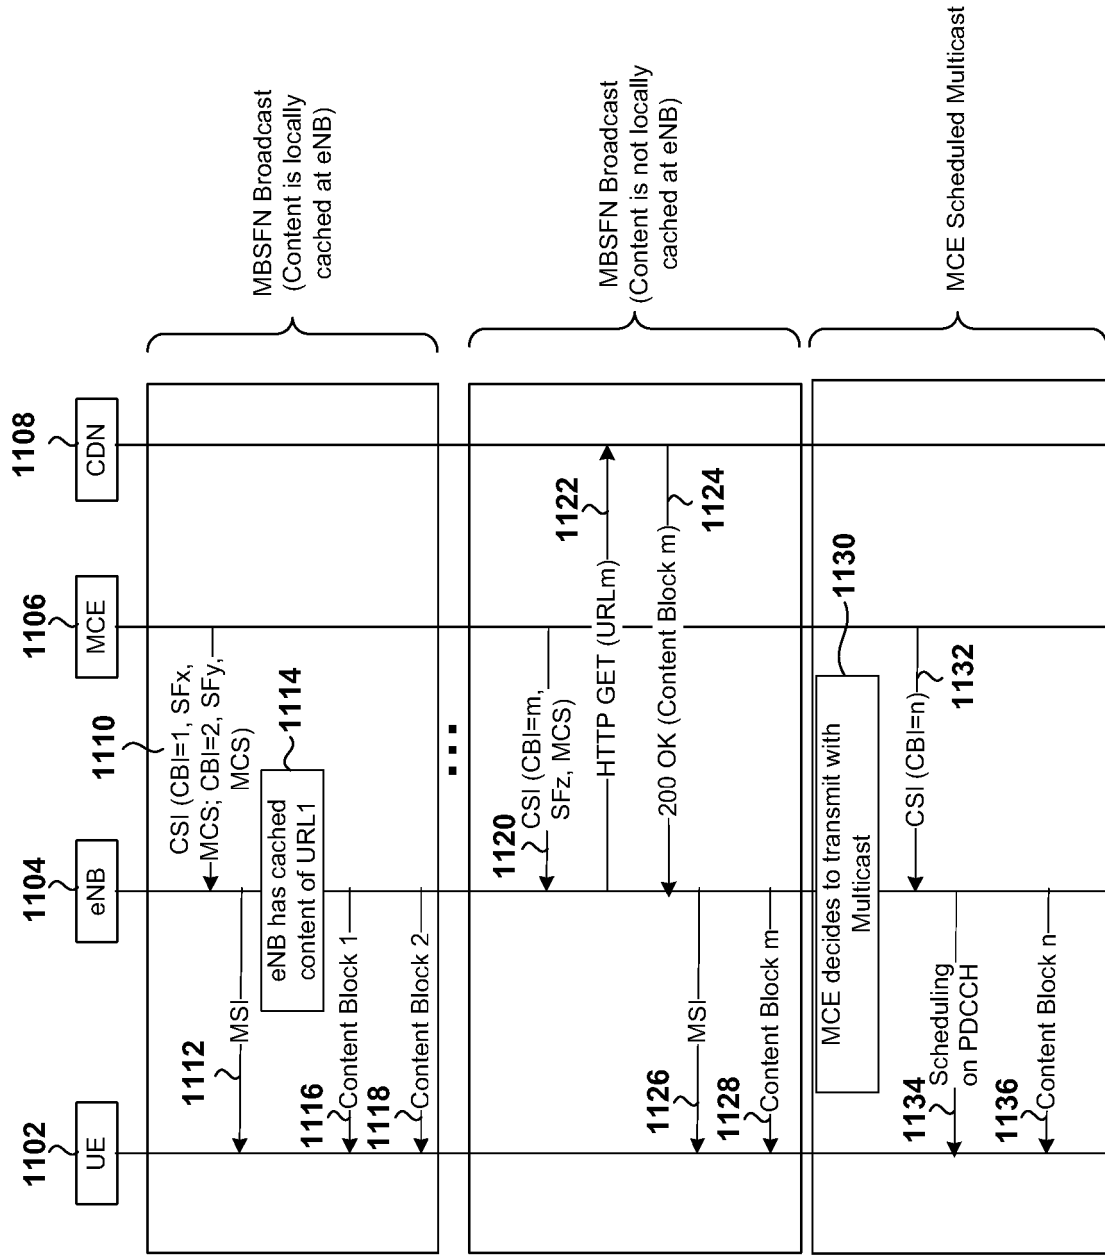 1102
UE
1104
eNB
1106
MCE
1108
CDN
1110
CSI (CBI=1, SFx,
MCS; CBI=2, SFy,
MCS)
1112
MSI
1114
eNB has cached
content of URL1
1116
Content Block 1
1118
Content Block 2
MBSFN Broadcast
(Content is locally
cached at eNB)
...
1120
CSI (CBI=m,
SFz, MCS)
HTTP GET (URLm)
1122
200 OK (Content Block m)
1124
1126
MSI
1128
Content Block m
MBSFN Broadcast
(Content is not locally
cached at eNB)
MCE decides to transmit with
Multicast
1130
CSI (CBI=n)
1132
1134
Scheduling
on PDCCH
1136
Content Block n
MCE Scheduled Multicast